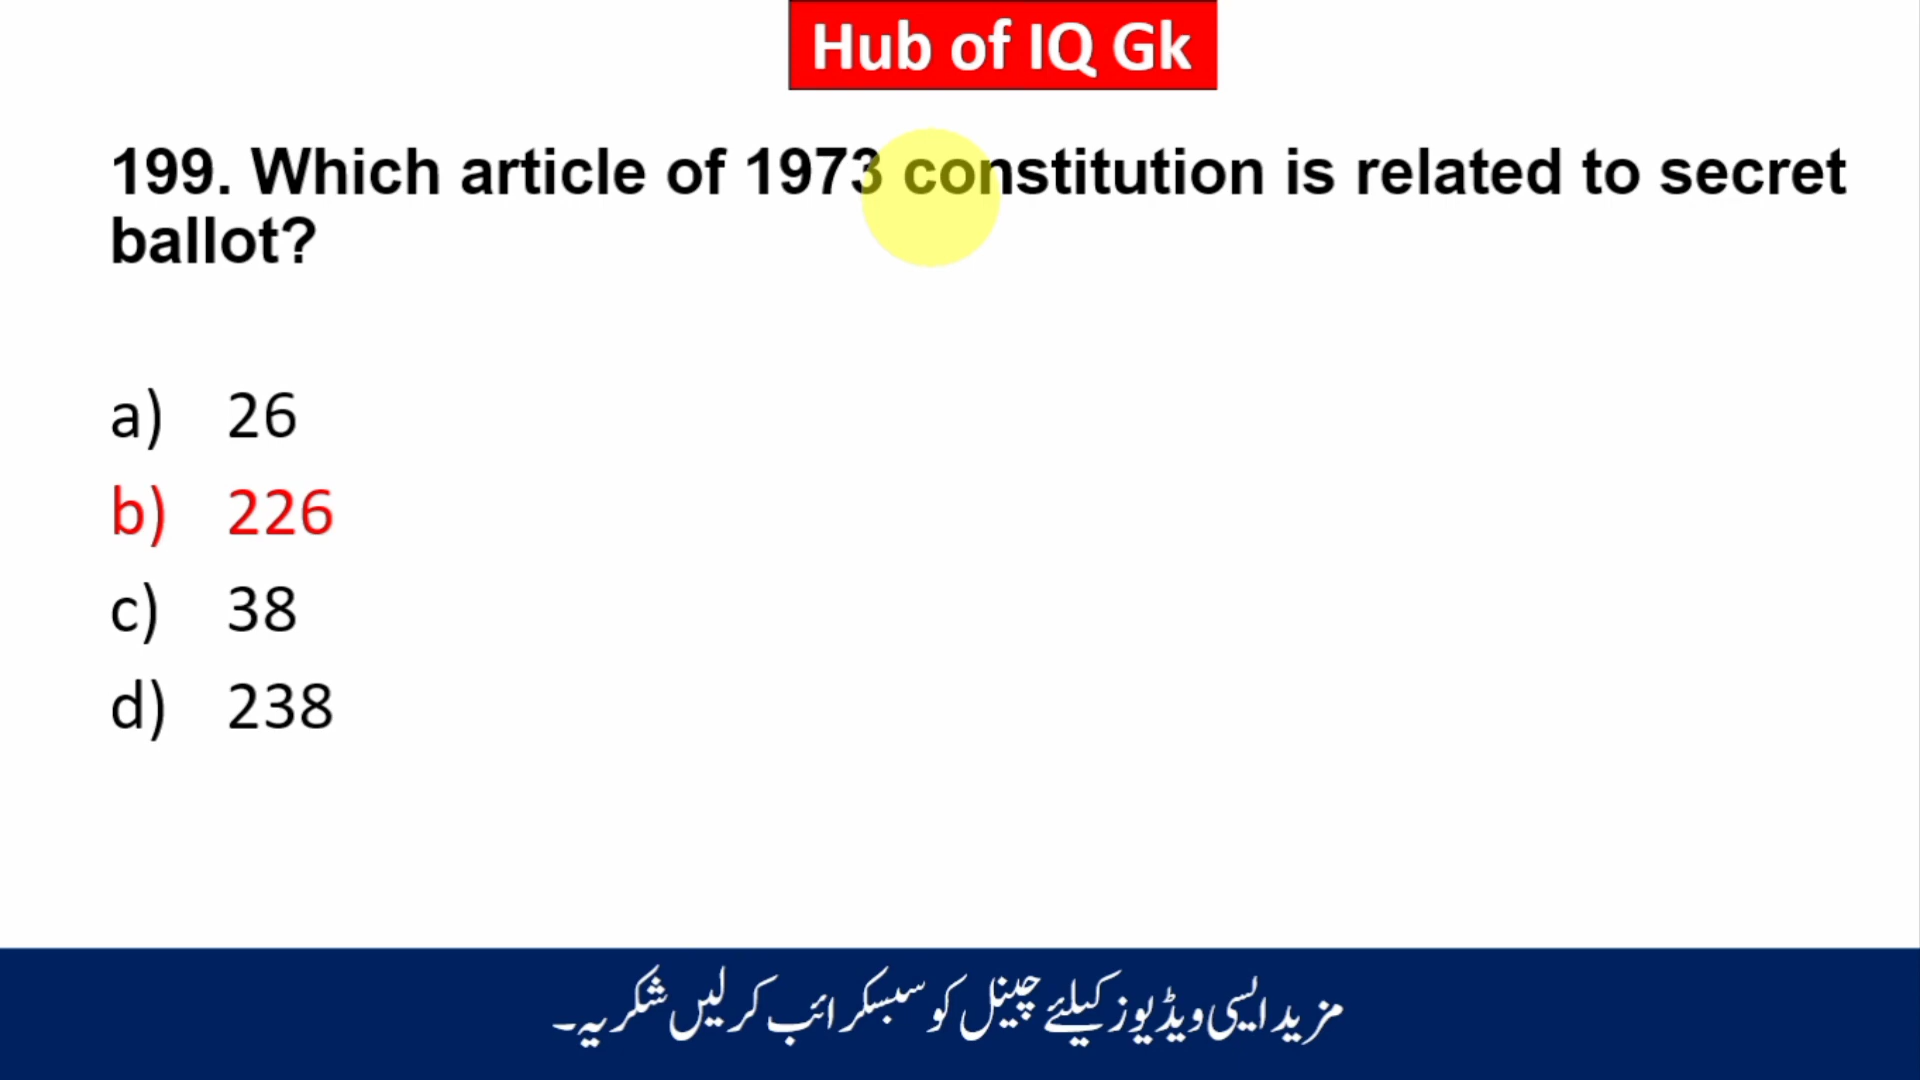 Hub of IQ Gk
199. Which article of 1973 constitution is related to secret
ballot?
a) 26
b) 226
c) 38
d) 238
مزید ایسی ویڈیوز کیلئے چینل کو سبسکرائب کر لیں شکریہ۔